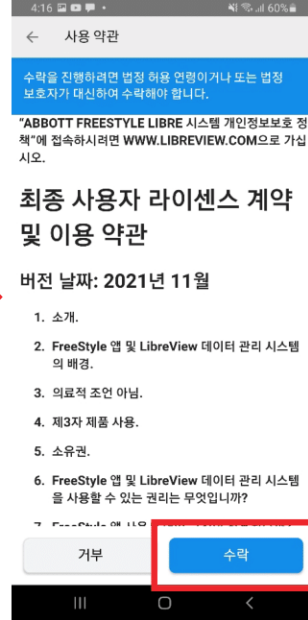 4:16
60%
← 사용 약관
수락을 진행하려면 법정 허용 연령이거나 또는 법정
보호자가 대신하여 수락해야 합니다.
"ABBOTT FREESTYLE LIBRE 시스템 개인정보보호 정
책"에 접속하시려면 WWW.LIBREVIEW.COM으로 가십
시오.
최종 사용자 라이센스 계약
및 이용 약관
버전 날짜: 2021년 11월
1. 소개.
2. FreeStyle 앱 및 LibreView 데이터 관리 시스템
의 배경.
3. 의료적 조언 아님.
4. 제3자 제품 사용.
5. 소유권.
6. FreeStyle 앱 및 LibreView 데이터 관리 시스템
을 사용할 수 있는 권리는 무엇입니까?
7. FreeStyle 앱
거부
수락